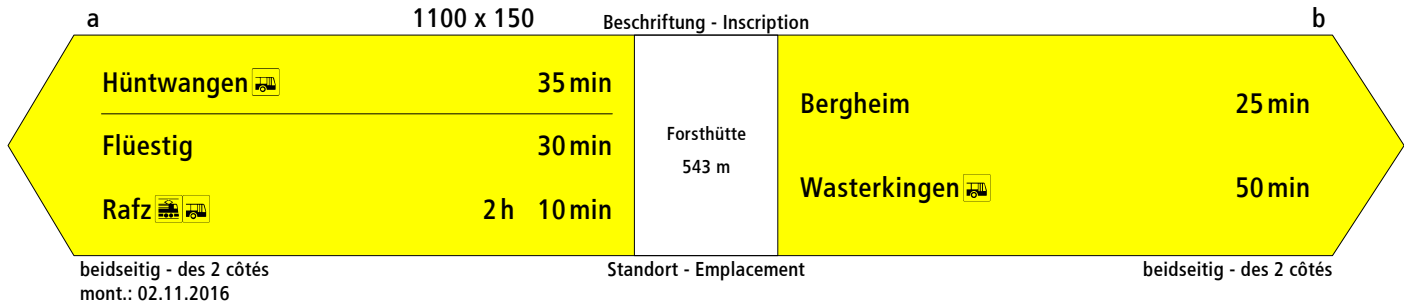 a 1100 x 150 Beschriftung - Inscription b
Hüntwangen 35 min
Flüestig 30 min
Rafz 2 h 10 min
Forsthütte
543 m
Bergheim 25 min
Wasterkingen 50 min
beidseitig - des 2 côtés Standort - Emplacement beidseitig - des 2 côtés
mont.: 02.11.2016